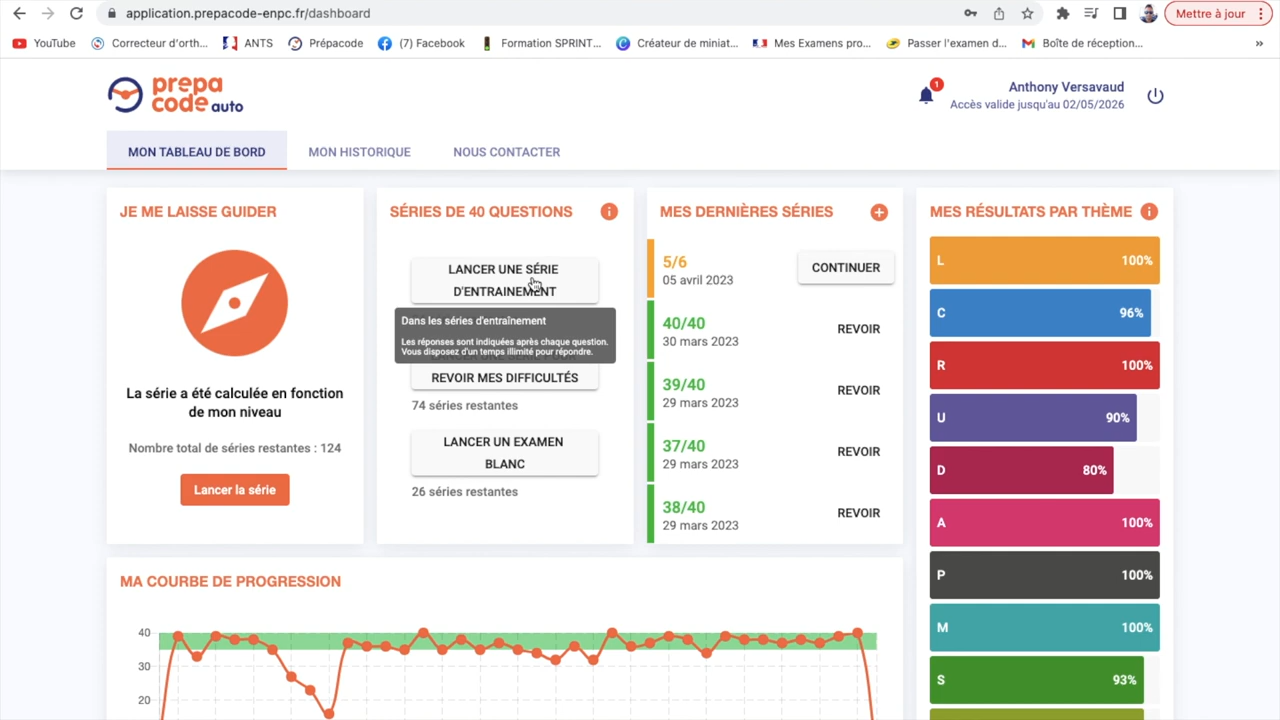 application.prepacode-enpc.fr/dashboard
Mettre à jour
YouTube
Correcteur d'orth...
ANTS
Prépacode
(7) Facebook
Formation SPRINT...
Créateur de miniat...
Mes Examens pro...
Passer l'examen d...
Boîte de réception...
»
prepa
code auto
1
Anthony Versavaud
Accès valide jusqu'au 02/05/2026
MON TABLEAU DE BORD
MON HISTORIQUE
NOUS CONTACTER
JE ME LAISSE GUIDER
La série a été calculée en fonction
de mon niveau
Nombre total de séries restantes : 124
Lancer la série
SÉRIES DE 40 QUESTIONS
LANCER UNE SÉRIE
D'ENTRAINEMENT
Dans les séries d'entraînement
Les réponses sont indiquées après chaque question.
Vous disposez d'un temps illimité pour répondre.
REVOIR MES DIFFICULTÉS
74 séries restantes
LANCER UN EXAMEN
BLANC
26 séries restantes
MES DERNIÈRES SÉRIES
5/6
05 avril 2023
CONTINUER
40/40
30 mars 2023
REVOIR
39/40
29 mars 2023
REVOIR
37/40
29 mars 2023
REVOIR
38/40
29 mars 2023
REVOIR
MES RÉSULTATS PAR THÈME
L 100%
C 96%
R 100%
U 90%
D 80%
A 100%
P 100%
M 100%
S 93%
MA COURBE DE PROGRESSION
40
30
20